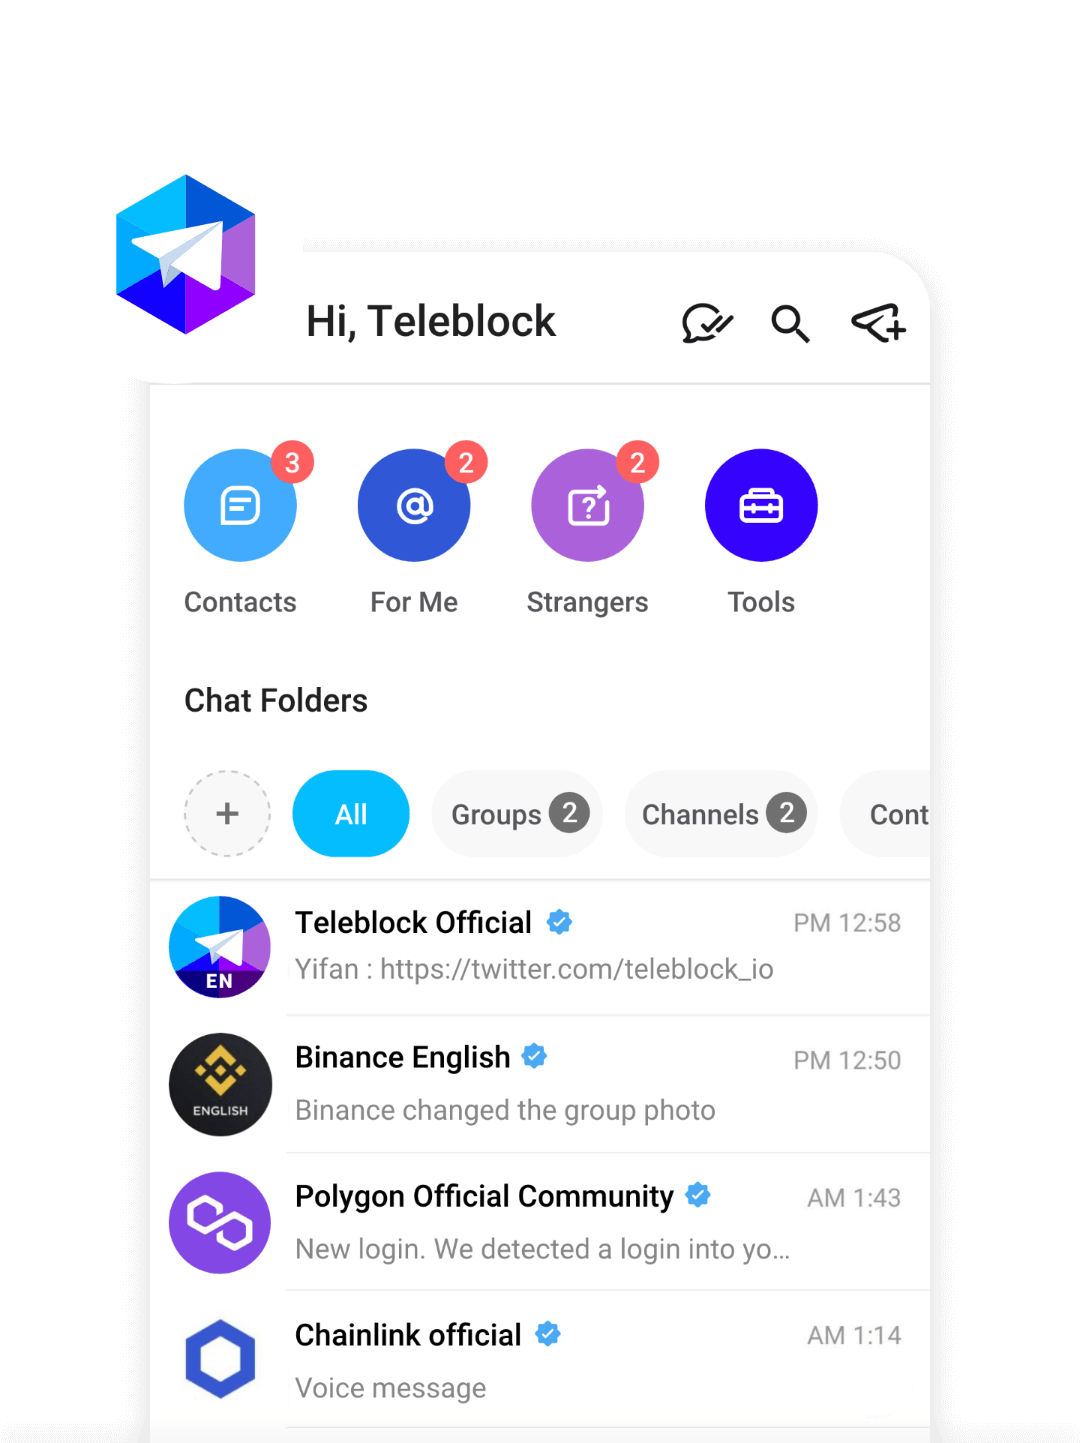 Hi, Teleblock
3 2 2
Contacts For Me Strangers Tools
Chat Folders
+ All Groups 2 Channels 2 Cont
Teleblock Official PM 12:58
Yifan : https://twitter.com/teleblock_io
EN
Binance English PM 12:50
Binance changed the group photo
ENGLISH
Polygon Official Community AM 1:43
New login. We detected a login into yo...
Chainlink official AM 1:14
Voice message